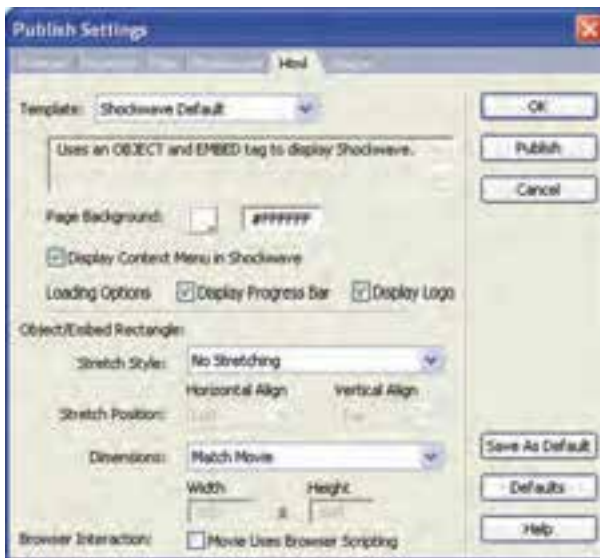 Publish Settings
Html
Template: Shockwave Default
OK
Uses an OBJECT and EMBED tag to display Shockwave.
Publish
Cancel
Page Background: #FFFFFF
Display Context Menu in Shockwave
Loading Options Display Progress Bar Display Logo
Object/Embed Rectangle:
Stretch Style: No Stretching
Horizontal Align Vertical Align
Stretch Position:
Dimensions: Match Movie
Save As Default
Width Height
Defaults
Browser Interaction: Movie Uses Browser Scripting
Help